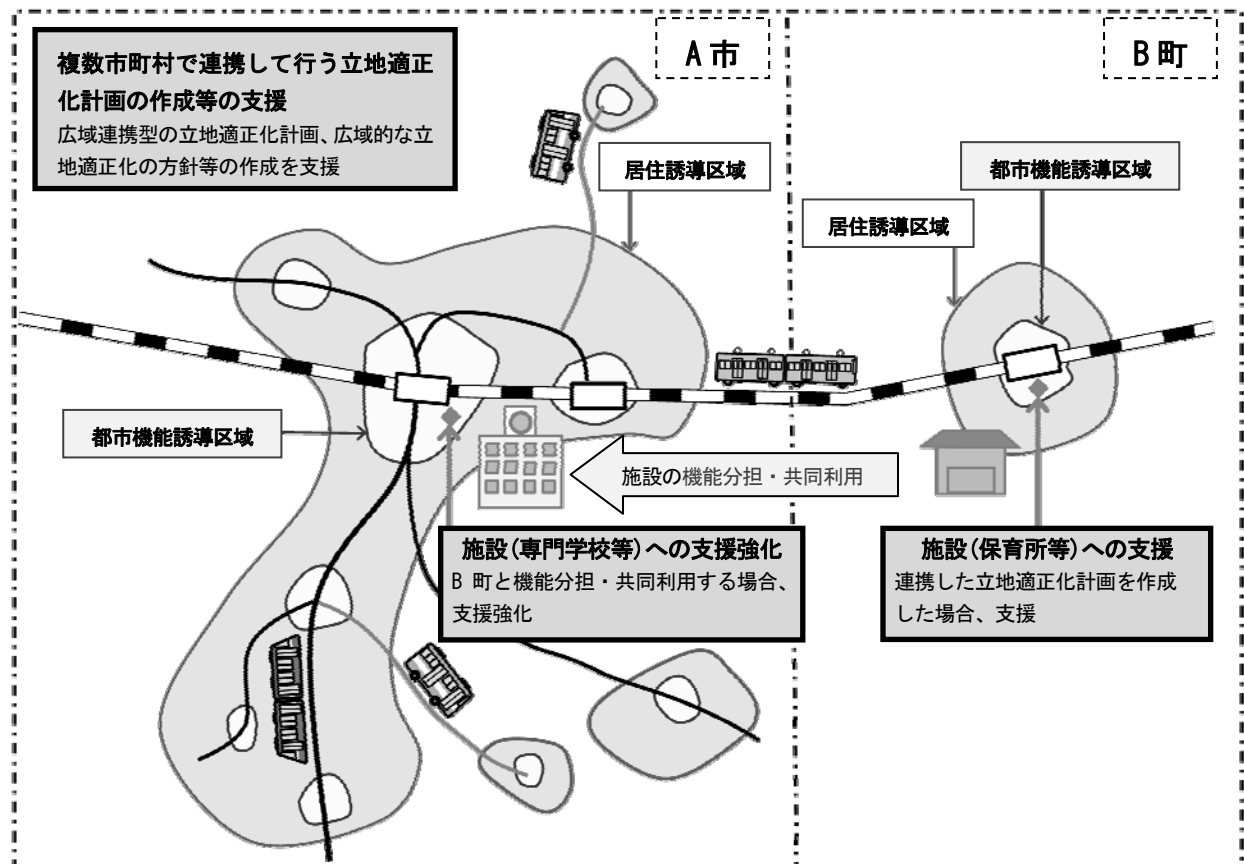 複数市町村で連携して行う立地適正
化計画の作成等の支援
広域連携型の立地適正化計画、広域的な立
地適正化の方針等の作成を支援
A市
B町
居住誘導区域
都市機能誘導区域
居住誘導区域
都市機能誘導区域
施設の機能分担・共同利用
施設(専門学校等)への支援強化
B 町と機能分担・共同利用する場合、
支援強化
施設(保育所等)への支援
連携した立地適正化計画を作成
した場合、支援